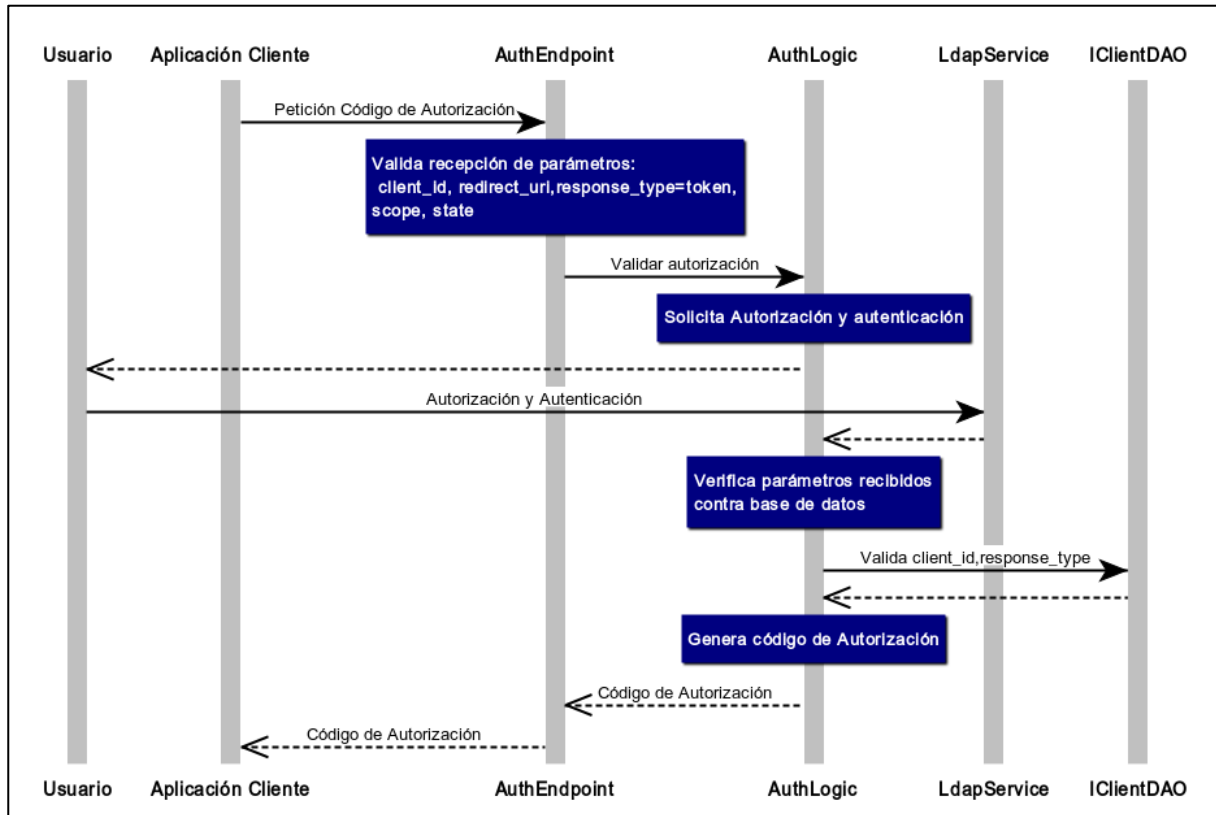 Usuario Aplicación Cliente AuthEndpoint AuthLogic LdapService IClientDAO
Petición Código de Autorización
Valida recepción de parámetros:
client_id, redirect_url,response_type=token,
scope, state
Validar autorización
Solicita Autorización y autenticación
Autorización y Autenticación
Verifica parámetros recibidos
contra base de datos
Valida client_id,response_type
Genera código de Autorización
Código de Autorización
Código de Autorización
Usuario Aplicación Cliente AuthEndpoint AuthLogic LdapService IClientDAO